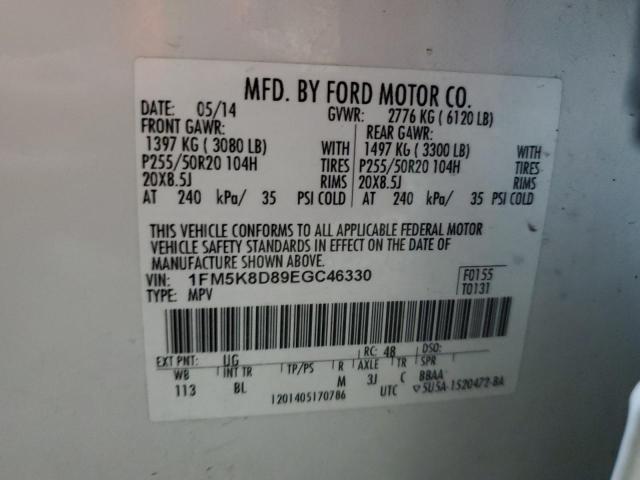 MFD. BY FORD MOTOR CO.
DATE: 05/14 GVWR: 2776 KG ( 6120 LB)
FRONT GAWR: REAR GAWR:
1397 KG ( 3080 LB) WITH 1497 KG ( 3300 LB) WITH
P255/50R20 104H TIRES P255/50R20 104H TIRES
20X8.5J RIMS 20X8.5J RIMS
AT 240 kPa/ 35 PSI COLD AT 240 kPa/ 35 PSI COLD
THIS VEHICLE CONFORMS TO ALL APPLICABLE FEDERAL MOTOR
VEHICLE SAFETY STANDARDS IN EFFECT ON THE DATE OF
MANUFACTURE SHOWN ABOVE.
VIN: 1FM5K8D89EGC46330 F0155
TYPE: MPV T0131
EXT PNT: UG RC: 48 DSO:
WB INT TR TP/PS R AXLE TR SPR
113 BL M 3J C BBAA
1201405170786 UTC 5U5A-1520472-BA